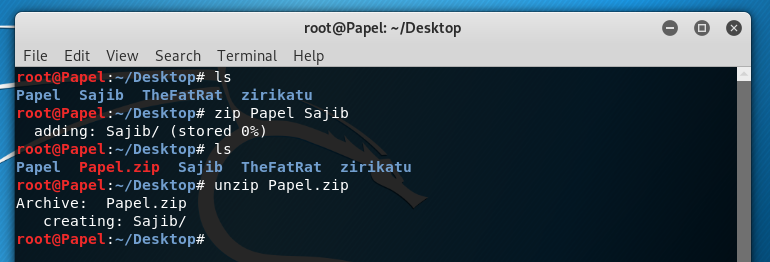 root@Papel: ~/Desktop
File Edit View Search Terminal Help
root@Papel:~/Desktop# ls
Papel  Sajib  TheFatRat  zirikatu
root@Papel:~/Desktop# zip Papel Sajib
  adding: Sajib/ (stored 0%)
root@Papel:~/Desktop# ls
Papel  Papel.zip  Sajib  TheFatRat  zirikatu
root@Papel:~/Desktop# unzip Papel.zip
Archive:  Papel.zip
   creating: Sajib/
root@Papel:~/Desktop#